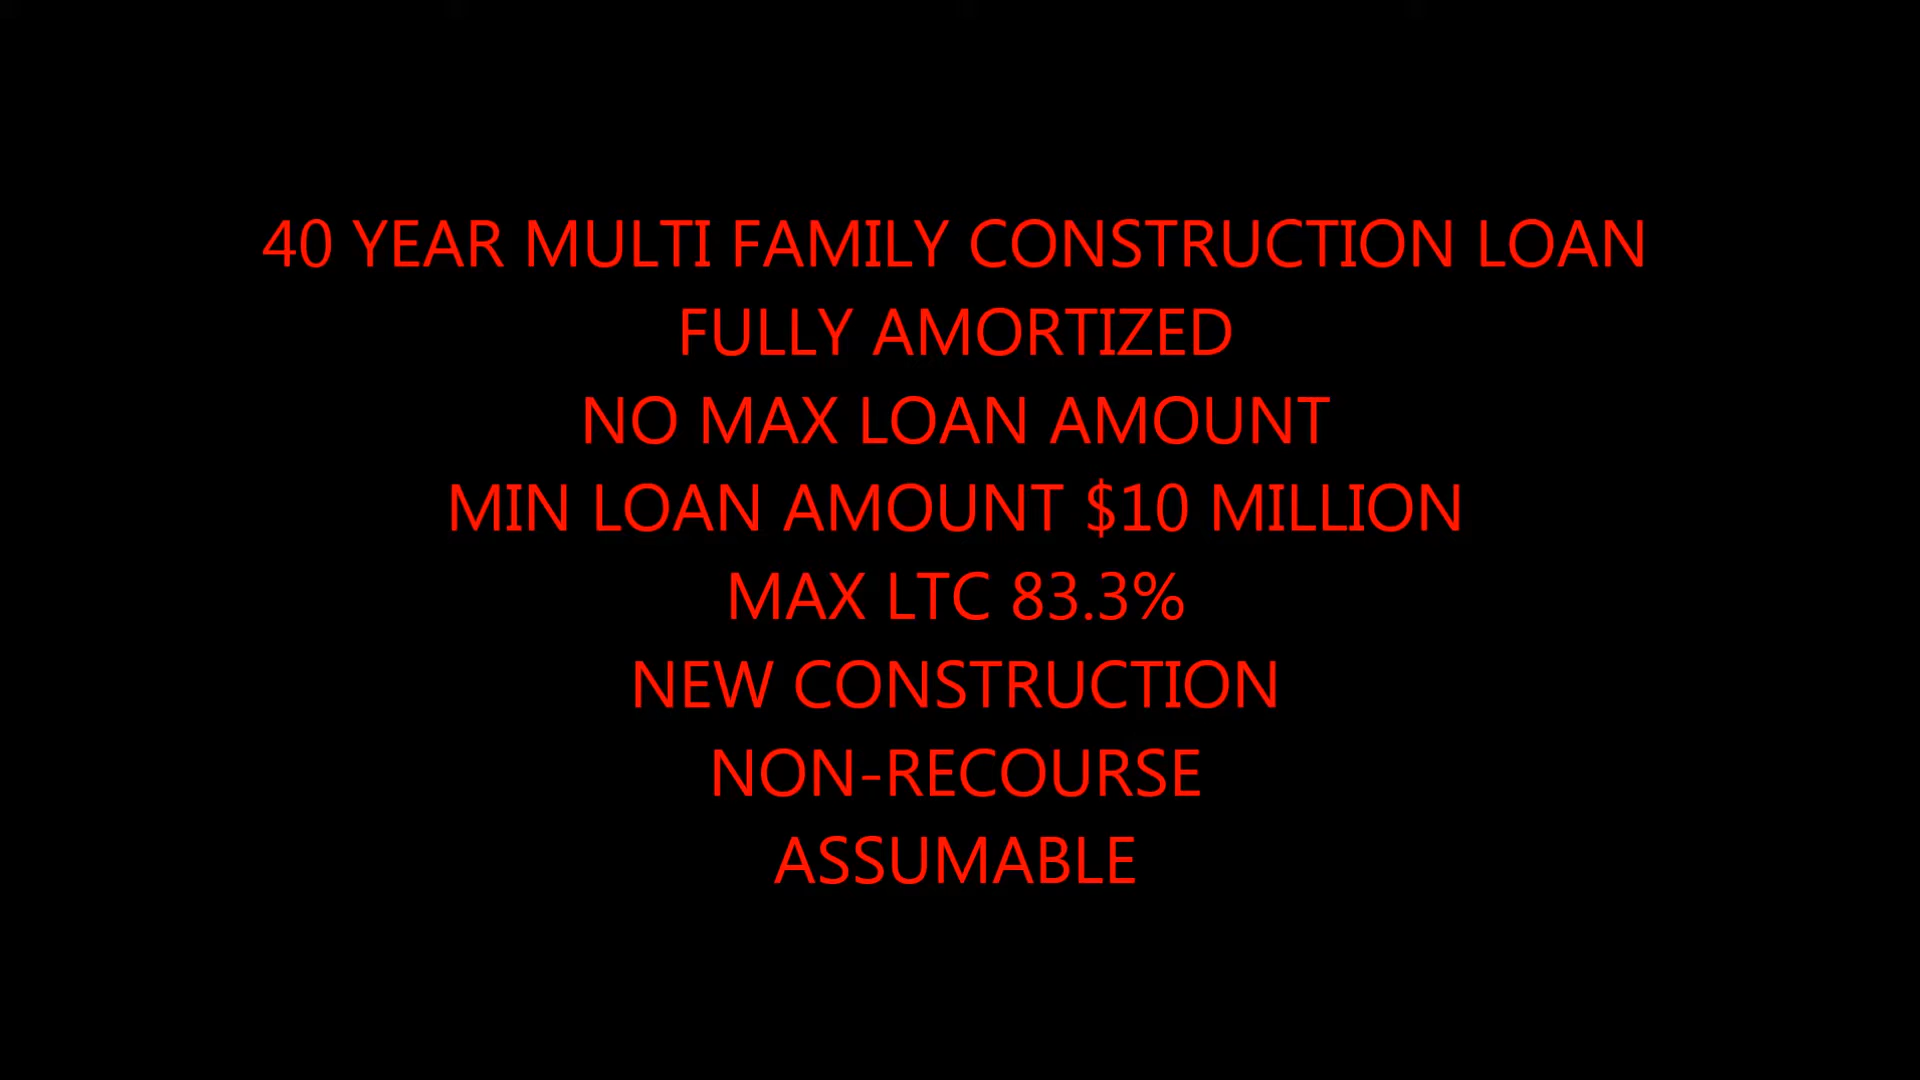 40 YEAR MULTI FAMILY CONSTRUCTION LOAN
FULLY AMORTIZED
NO MAX LOAN AMOUNT
MIN LOAN AMOUNT $10 MILLION
MAX LTC 83.3%
NEW CONSTRUCTION
NON-RECOURSE
ASSUMABLE